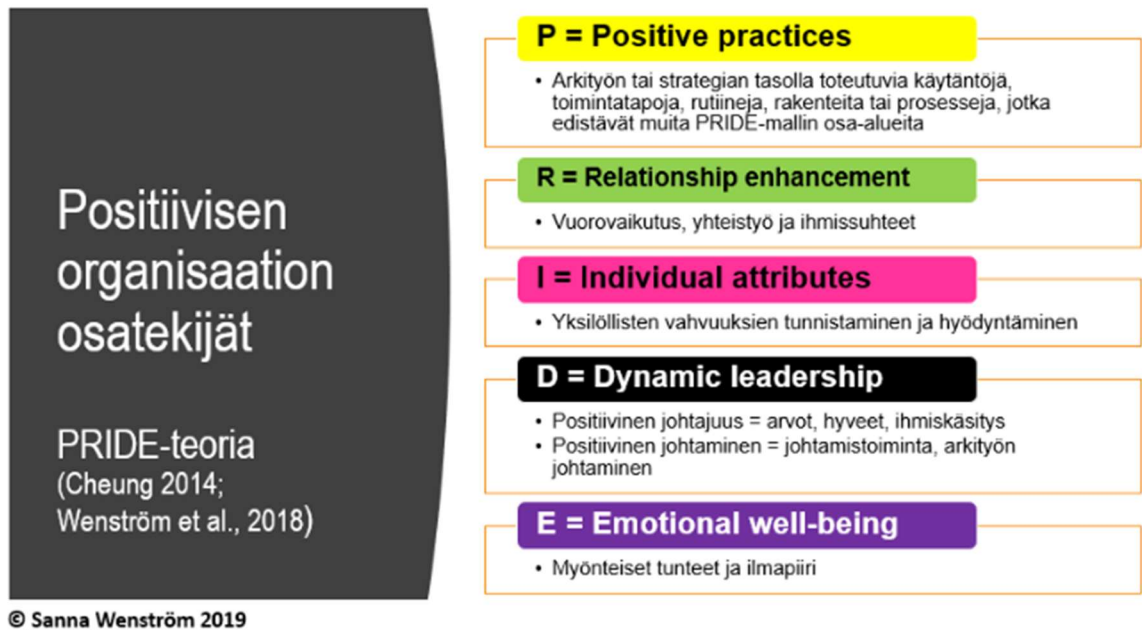 Positiivisen
organisaation
osatekijät
PRIDE-teoria
(Cheung 2014;
Wenström et al., 2018)
P = Positive practices
• Arkityön tai strategian tasolla toteutuvia käytäntöjä,
toimintatapoja, rutiineja, rakenteita tai prosesseja, jotka
edistävät muita PRIDE-mallin osa-alueita
R = Relationship enhancement
• Vuorovaikutus, yhteistyö ja ihmissuhteet
I = Individual attributes
• Yksilöllisten vahvuuksien tunnistaminen ja hyödyntäminen
D = Dynamic leadership
• Positiivinen johtajuus = arvot, hyveet, ihmiskäsitys
• Positiivinen johtaminen = johtamistoiminta, arkityön
johtaminen
E = Emotional well-being
• Myönteiset tunteet ja ilmapiiri
© Sanna Wenström 2019